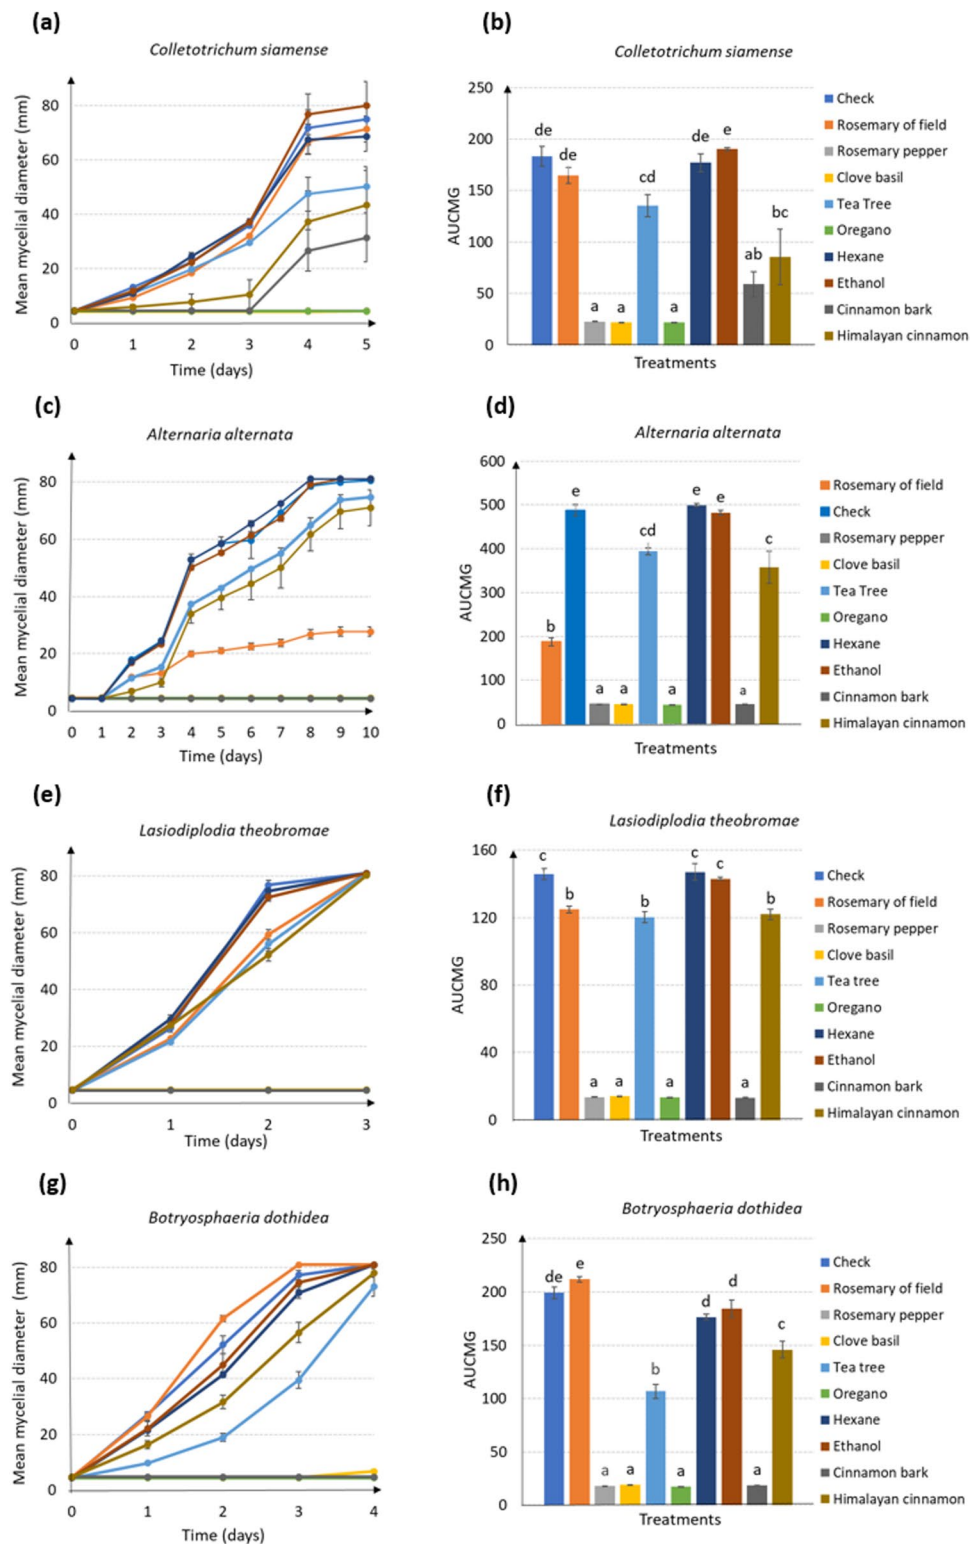 (a)
Colletotrichum siamense
Mean mycelial diameter (mm)
80
60
40
20
0
0 1 2 3 4 5
Time (days)
(b)
Colletotrichum siamense
AUCMG
250
200
150
100
50
0
de de a a cd a de e ab bc
Treatments
Check
Rosemary of field
Rosemary pepper
Clove basil
Tea Tree
Oregano
Hexane
Ethanol
Cinnamon bark
Himalayan cinnamon
(c)
Alternaria alternata
Mean mycelial diameter (mm)
80
60
40
20
0
0 1 2 3 4 5 6 7 8 9 10
Time (days)
(d)
Alternaria alternata
AUCMG
600
500
400
300
200
100
0
b e a a cd a e e a c
Treatments
Rosemary of field
Check
Rosemary pepper
Clove basil
Tea Tree
Oregano
Hexane
Ethanol
Cinnamon bark
Himalayan cinnamon
(e)
Lasiodiplodia theobromae
Mean mycelial diameter (mm)
80
60
40
20
0
0 1 2 3
Time (days)
(f)
Lasiodiplodia theobromae
AUCMG
160
120
80
40
0
c b a a b a c c a b
Treatments
Check
Rosemary of field
Rosemary pepper
Clove basil
Tea tree
Oregano
Hexane
Ethanol
Cinnamon bark
Himalayan cinnamon
(g)
Botryosphaeria dothidea
Mean mycelial diameter (mm)
80
60
40
20
0
0 1 2 3 4
Time (days)
(h)
Botryosphaeria dothidea
AUCMG
250
200
150
100
50
0
de e a a b a d d a c
Treatments
Check
Rosemary of field
Rosemary pepper
Clove basil
Tea tree
Oregano
Hexane
Ethanol
Cinnamon bark
Himalayan cinnamon